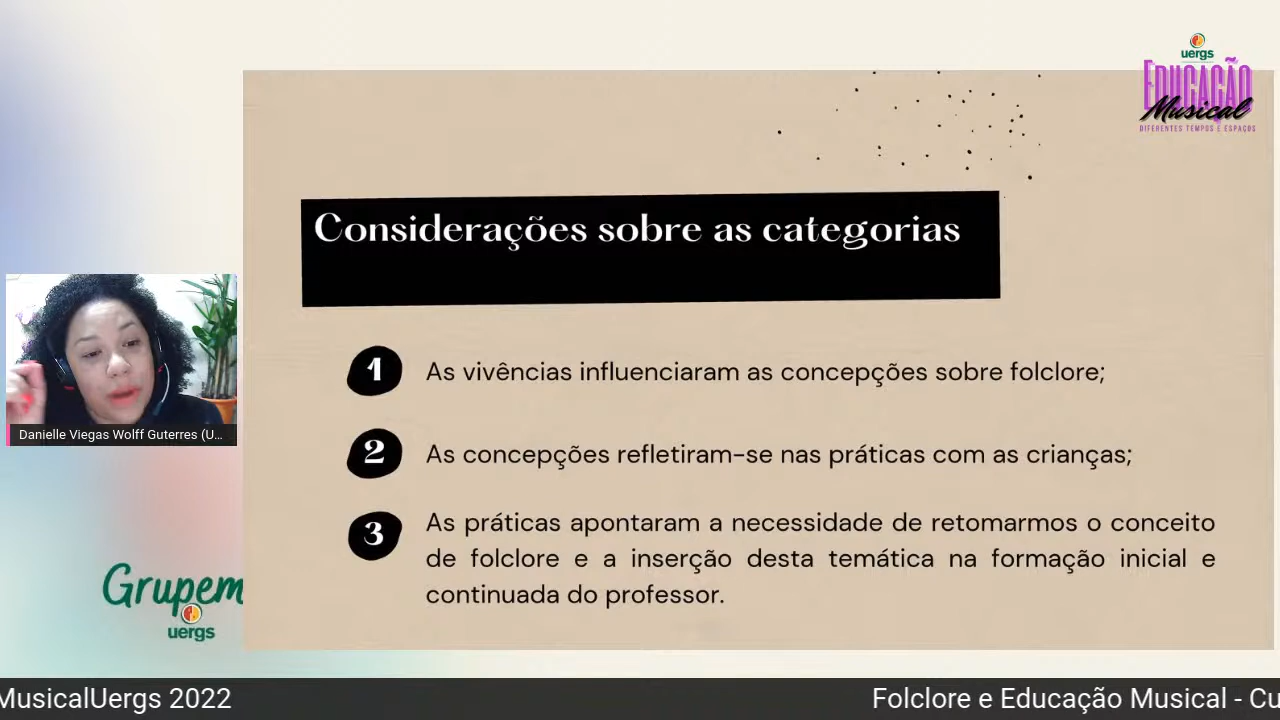 uergs
EDUCAÇÃO
Musical
DIFERENTES TEMPOS E ESPAÇOS
Considerações sobre as categorias
1
As vivências influenciaram as concepções sobre folclore;
2
As concepções refletiram-se nas práticas com as crianças;
3
As práticas apontaram a necessidade de retomarmos o conceito
de folclore e a inserção desta temática na formação inicial e
continuada do professor.
Danielle Viegas Wolff Guterres (U...
Grupem
uergs
MusicalUergs 2022
Folclore e Educação Musical - Cu